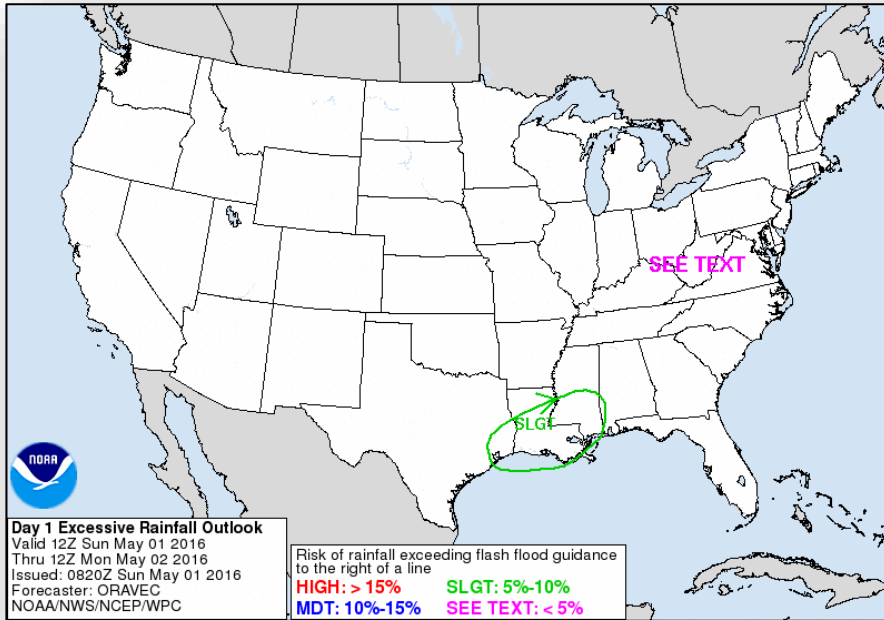 SEE TEXT
SLGT
NOAA
Day 1 Excessive Rainfall Outlook
Valid 12Z Sun May 01 2016
Thru 12Z Mon May 02 2016
Issued: 0820Z Sun May 01 2016
Forecaster: ORAVEC
NOAA/NWS/NCEP/WPC
Risk of rainfall exceeding flash flood guidance
to the right of a line
HIGH: > 15% SLGT: 5%-10%
MDT: 10%-15% SEE TEXT: < 5%